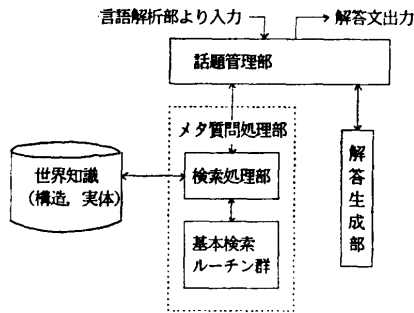 言語解析部より入力
解答文出力
話題管理部
メタ質問処理部
世界知識
(構造, 実体)
検索処理部
基本検索
ルーチン群
解答生成部